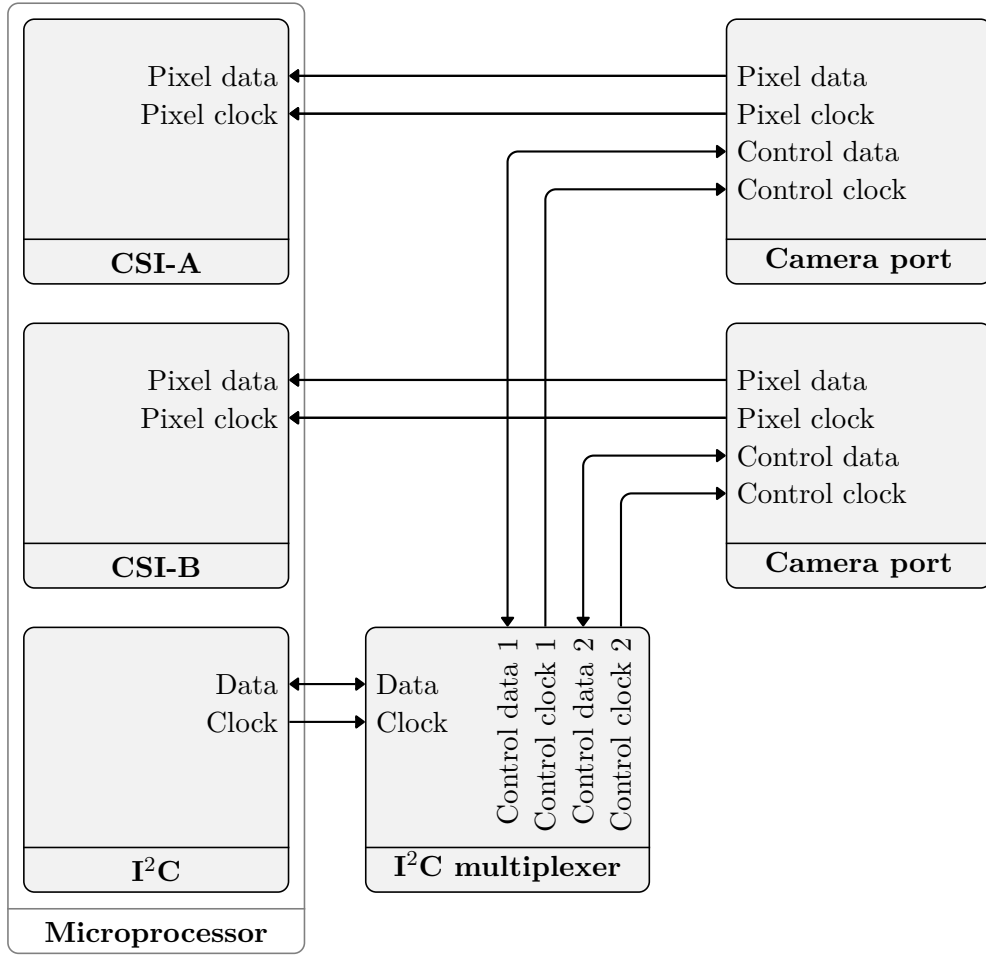 Pixel data
Pixel clock
CSI-A
Pixel data
Pixel clock
Control data
Control clock
Camera port
Pixel data
Pixel clock
CSI-B
Pixel data
Pixel clock
Control data
Control clock
Camera port
Data
Clock
I²C
Data
Clock
Control data 1
Control clock 1
Control data 2
Control clock 2
I²C multiplexer
Microprocessor